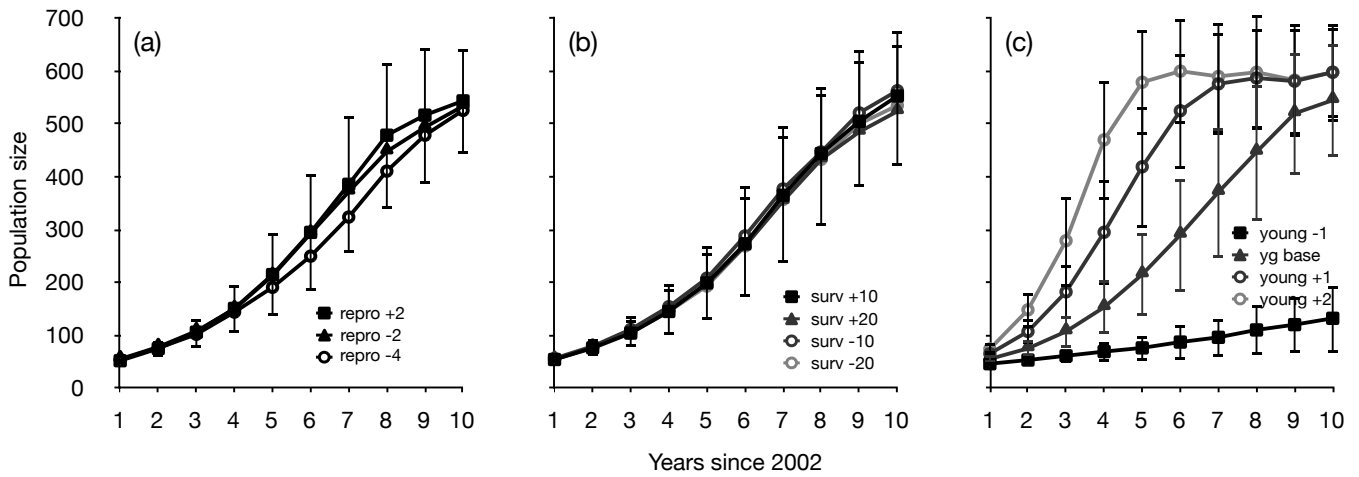 Population size
700
600
500
400
300
200
100
0
(a)
repro +2
repro -2
repro -4
1 2 3 4 5 6 7 8 9 10
(b)
surv +10
surv +20
surv -10
surv -20
1 2 3 4 5 6 7 8 9 10
(c)
young -1
yg base
young +1
young +2
1 2 3 4 5 6 7 8 9 10
Years since 2002